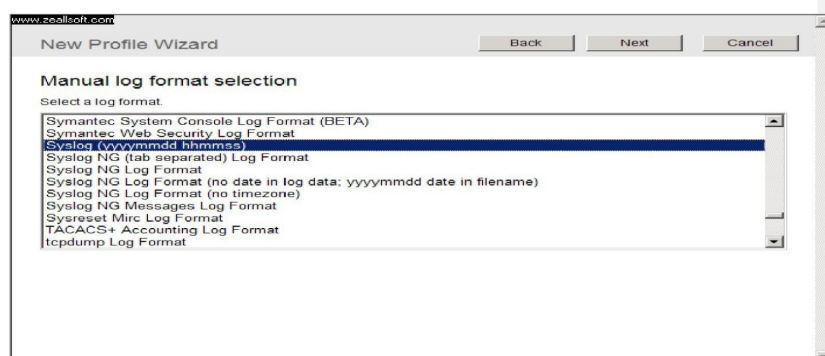 www.zeallsoft.com
New Profile Wizard
Back
Next
Cancel
Manual log format selection
Select a log format.
Symantec System Console Log Format (BETA)
Symantec Web Security Log Format
Syslog (yyyymmdd hhmmss)
Syslog NG (tab separated) Log Format
Syslog NG Log Format
Syslog NG Log Format (no date in log data; yyyymmdd date in filename)
Syslog NG Log Format (no timezone)
Syslog NG Messages Log Format
Sysreset Mirc Log Format
TACACS+ Accounting Log Format
tcpdump Log Format